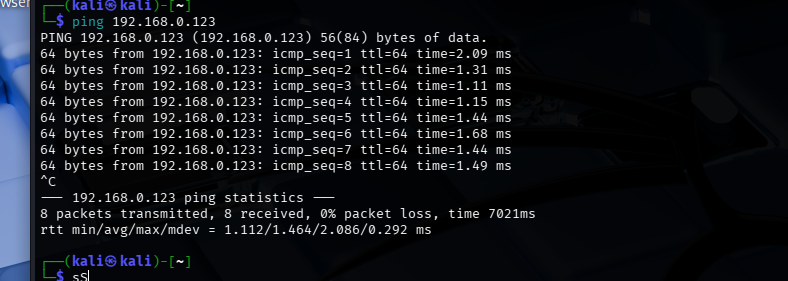 wser
┌──(kali㉿kali)-[~]
└─$ ping 192.168.0.123
PING 192.168.0.123 (192.168.0.123) 56(84) bytes of data.
64 bytes from 192.168.0.123: icmp_seq=1 ttl=64 time=2.09 ms
64 bytes from 192.168.0.123: icmp_seq=2 ttl=64 time=1.31 ms
64 bytes from 192.168.0.123: icmp_seq=3 ttl=64 time=1.11 ms
64 bytes from 192.168.0.123: icmp_seq=4 ttl=64 time=1.15 ms
64 bytes from 192.168.0.123: icmp_seq=5 ttl=64 time=1.44 ms
64 bytes from 192.168.0.123: icmp_seq=6 ttl=64 time=1.68 ms
64 bytes from 192.168.0.123: icmp_seq=7 ttl=64 time=1.44 ms
64 bytes from 192.168.0.123: icmp_seq=8 ttl=64 time=1.49 ms
^C
--- 192.168.0.123 ping statistics ---
8 packets transmitted, 8 received, 0% packet loss, time 7021ms
rtt min/avg/max/mdev = 1.112/1.464/2.086/0.292 ms
┌──(kali㉿kali)-[~]
└─$ sS